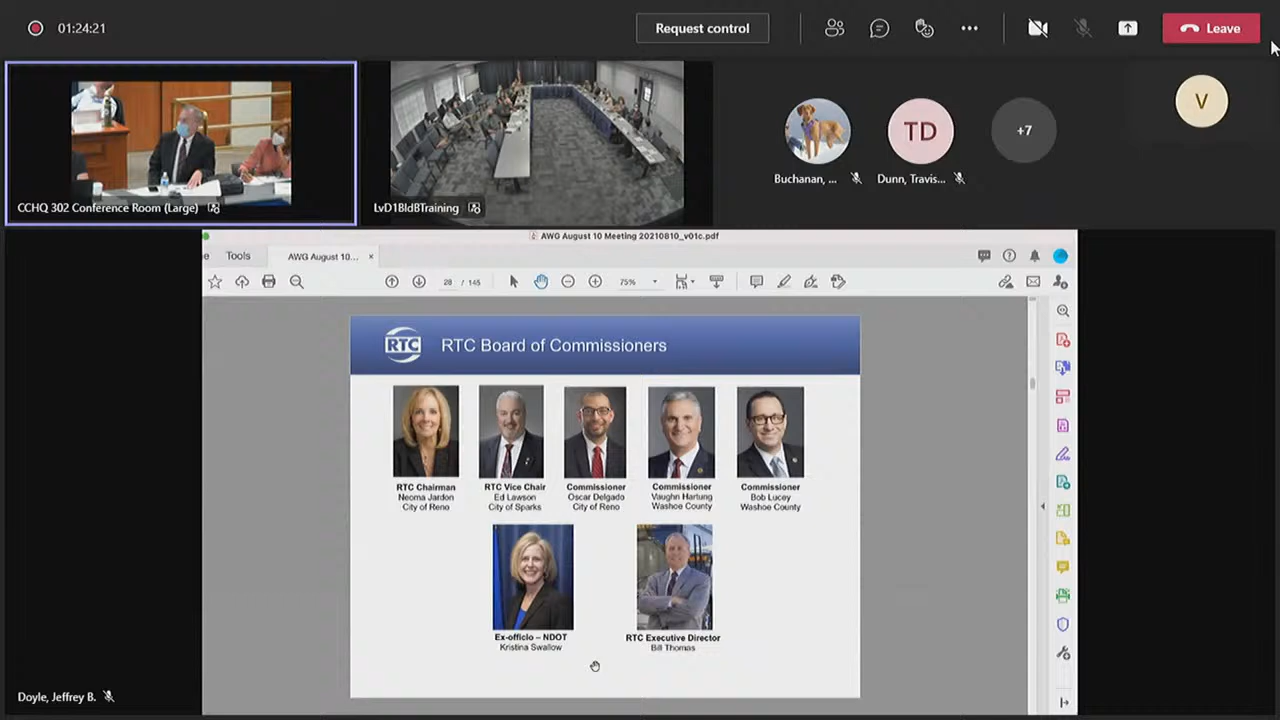 01:24:21
Request control
Leave
V
TD
+7
Buchanan, ...
Dunn, Travis...
CCHQ 302 Conference Room (Large)
LvD1BldBTraining
AWG August 10 Meeting 20210810_v01c.pdf
e
Tools
AWG August 10...
×
28 / 145
75%
RTC
RTC Board of Commissioners
RTC Chairman
Neoma Jardon
City of Reno
RTC Vice Chair
Ed Lawson
City of Sparks
Commissioner
Oscar Delgado
City of Reno
Commissioner
Vaughn Hartung
Washoe County
Commissioner
Bob Lucey
Washoe County
Ex-officio – NDOT
Kristina Swallow
RTC Executive Director
Bill Thomas
Doyle, Jeffrey B.